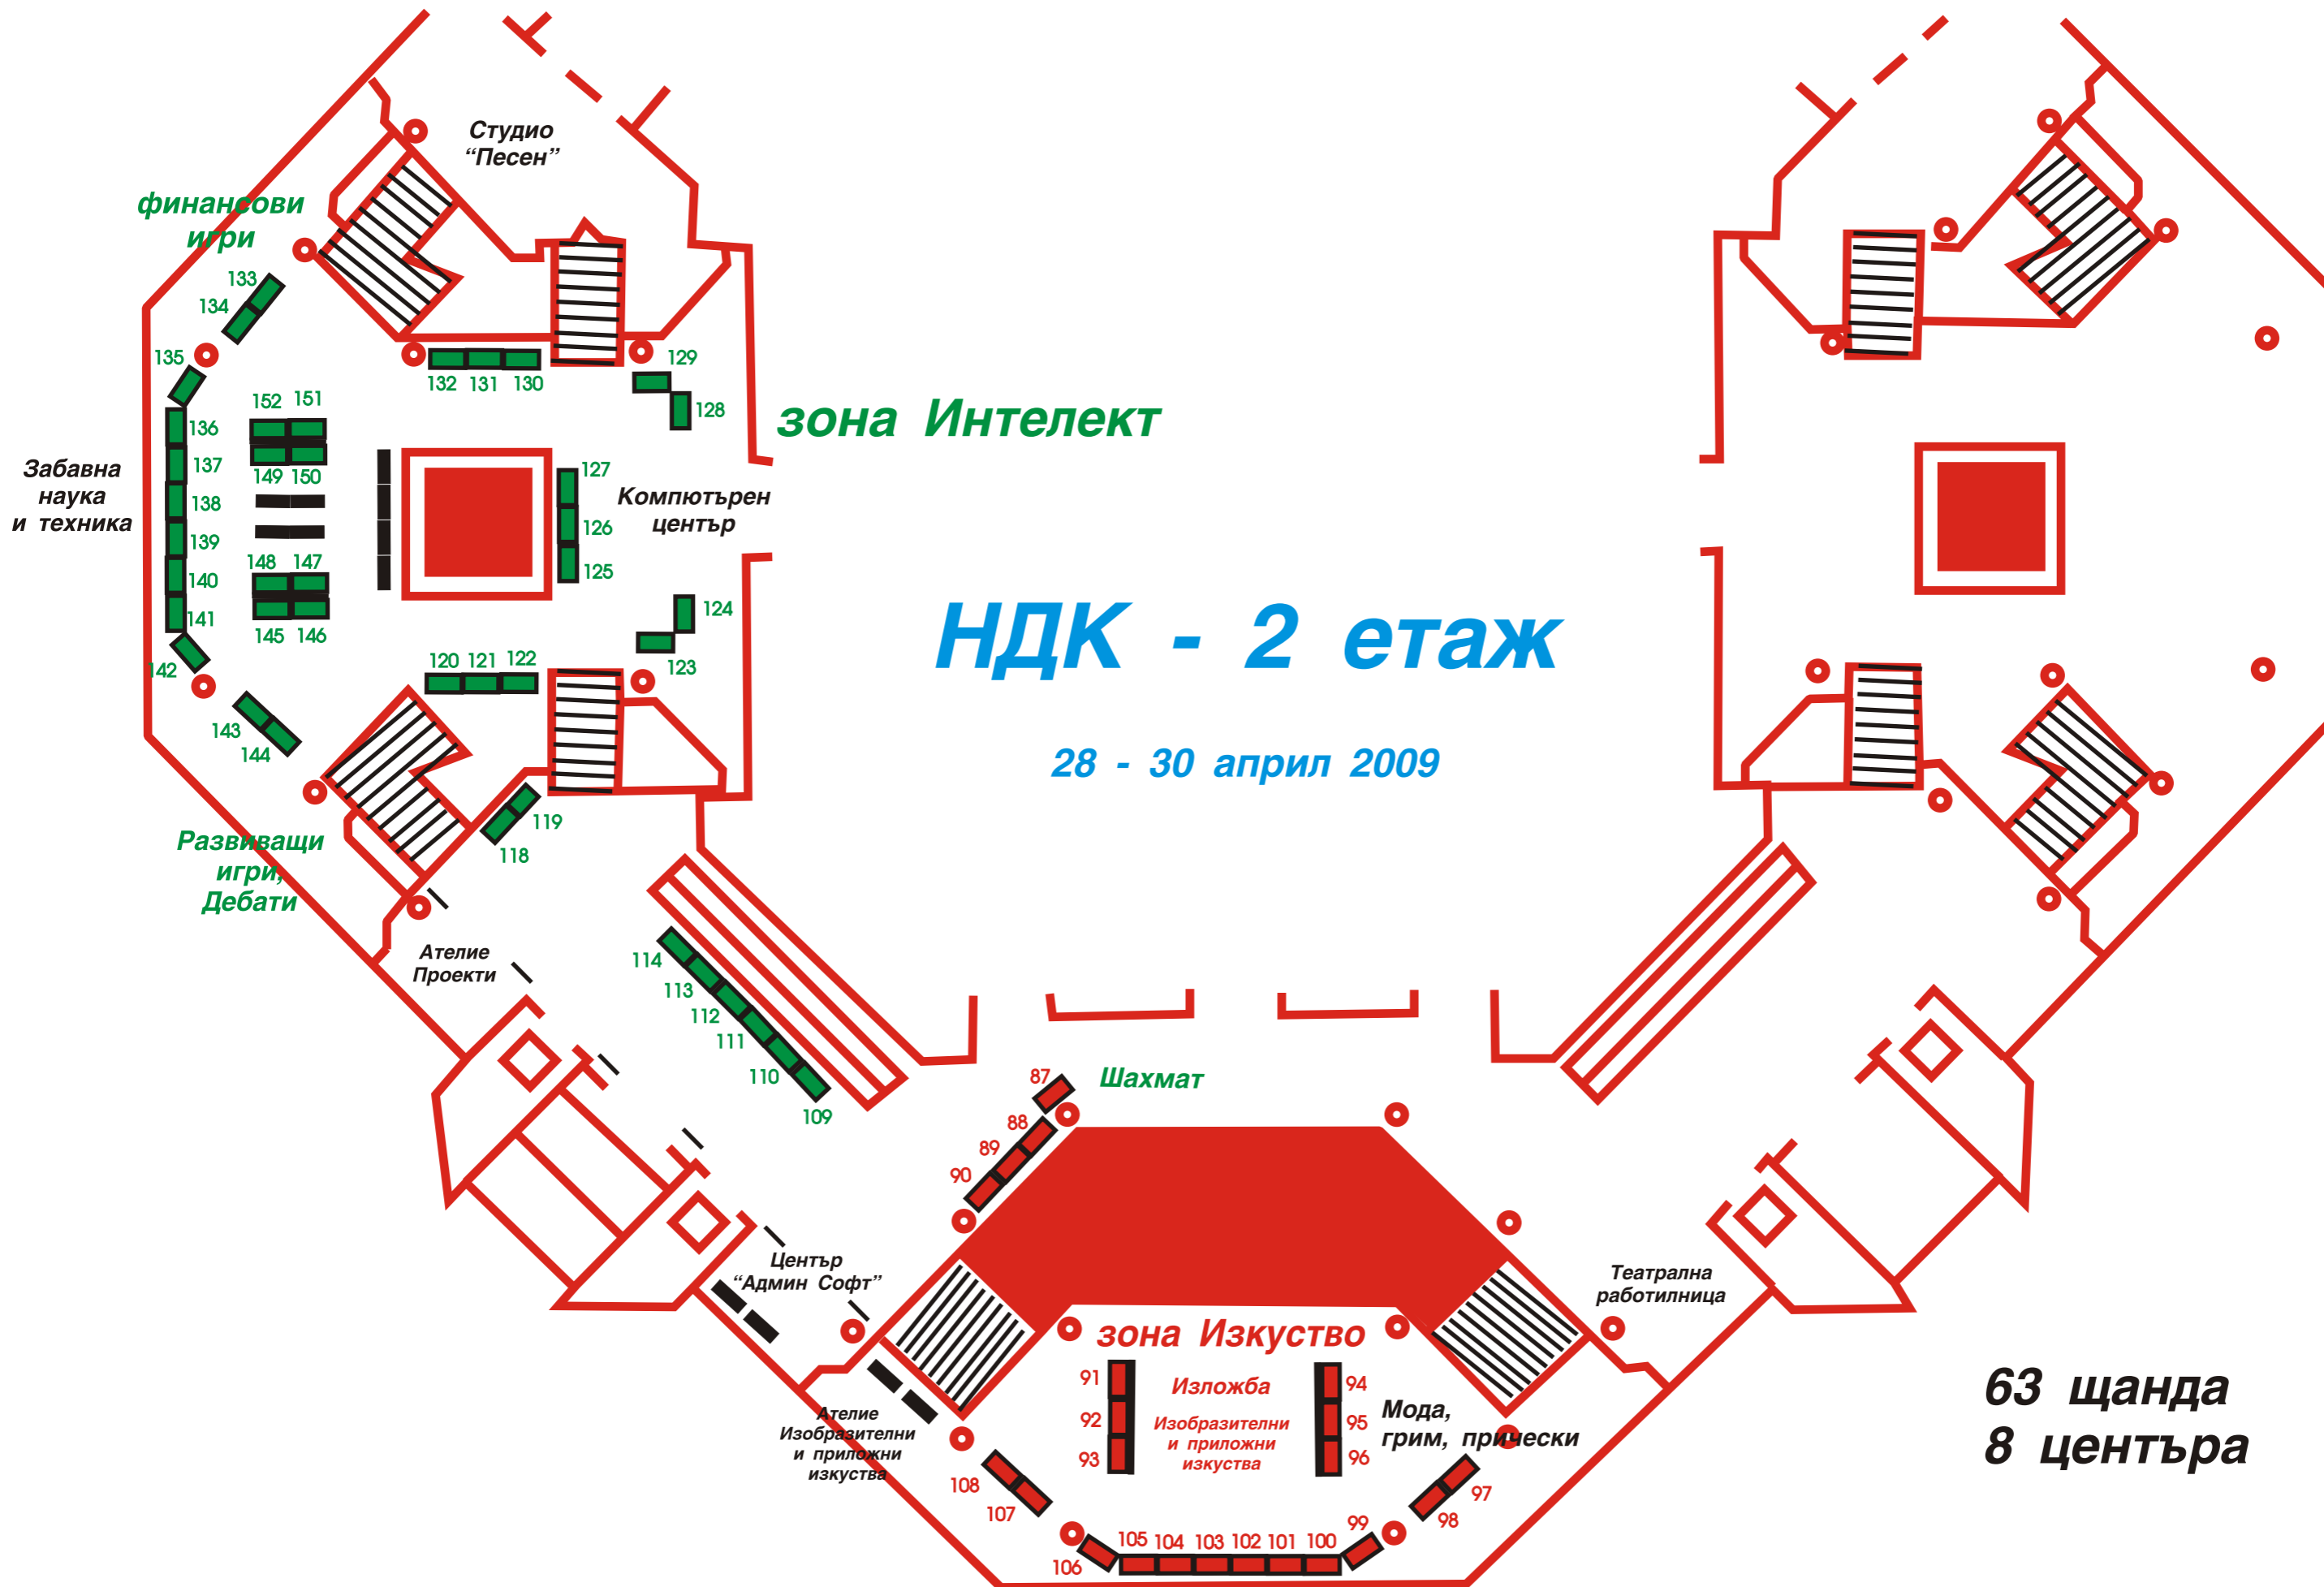 Студио
“Песен”
финансови
игри
133
134
135
129
132 131 130
128
152 151
136
137
149 150
138
139
148 147
140
141
145 146
142
127
126
125
зона Интелект
Компютърен
център
Забавна
наука
и техника
124
123
120 121 122
143
144
119
118
НДК - 2 етаж
28 - 30 април 2009
Развиващи
игри,
Дебати
Ателие
Проекти
114
113
112
111
110
109
87
Шахмат
88
89
90
Център
“Админ Софт”
Театрална
работилница
зона Изкуство
91
92
93
Изложба
Изобразителни
и приложни
изкуства
94
95
96
Мода,
грим, прически
63 щанда
8 центъра
Ателие
Изобразителни
и приложни
изкуства
108
107
97
98
99
106
105 104 103 102 101 100